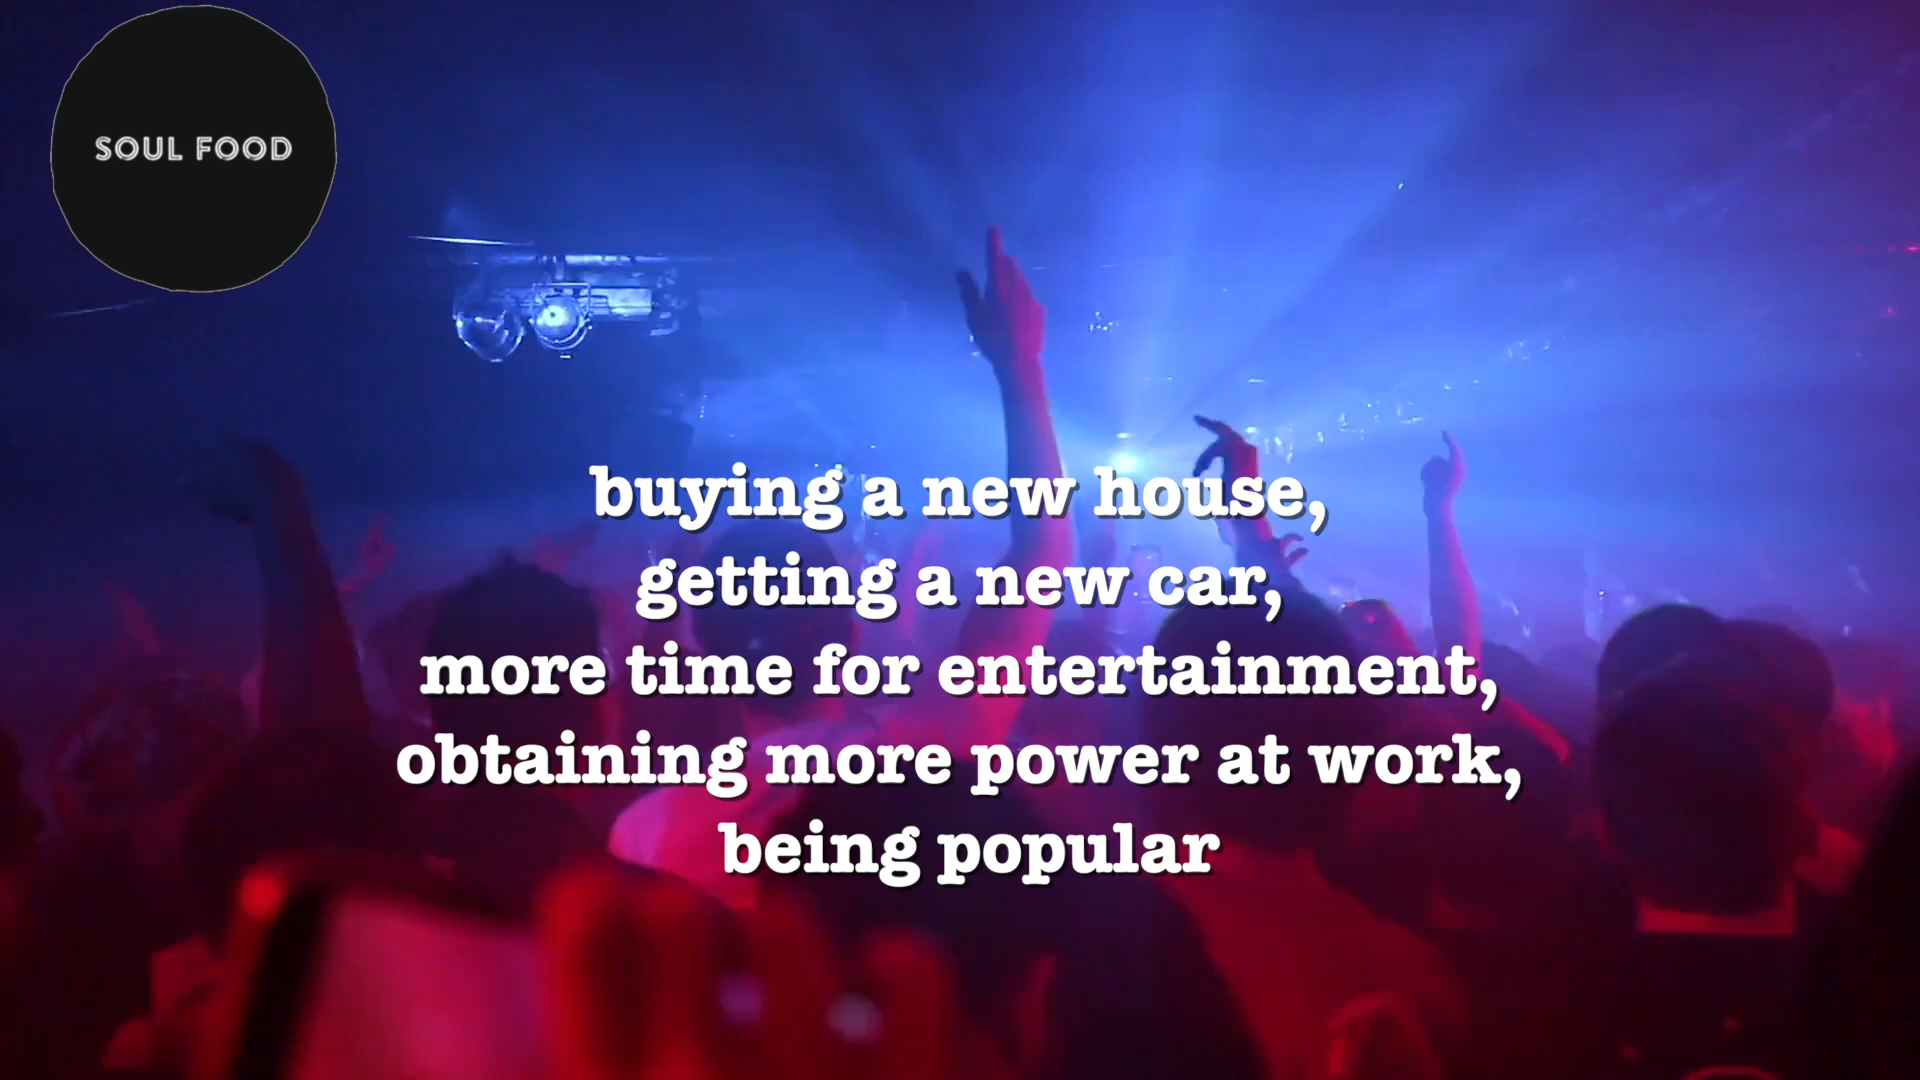 SOUL FOOD
buying a new house,
getting a new car,
more time for entertainment,
obtaining more power at work,
being popular